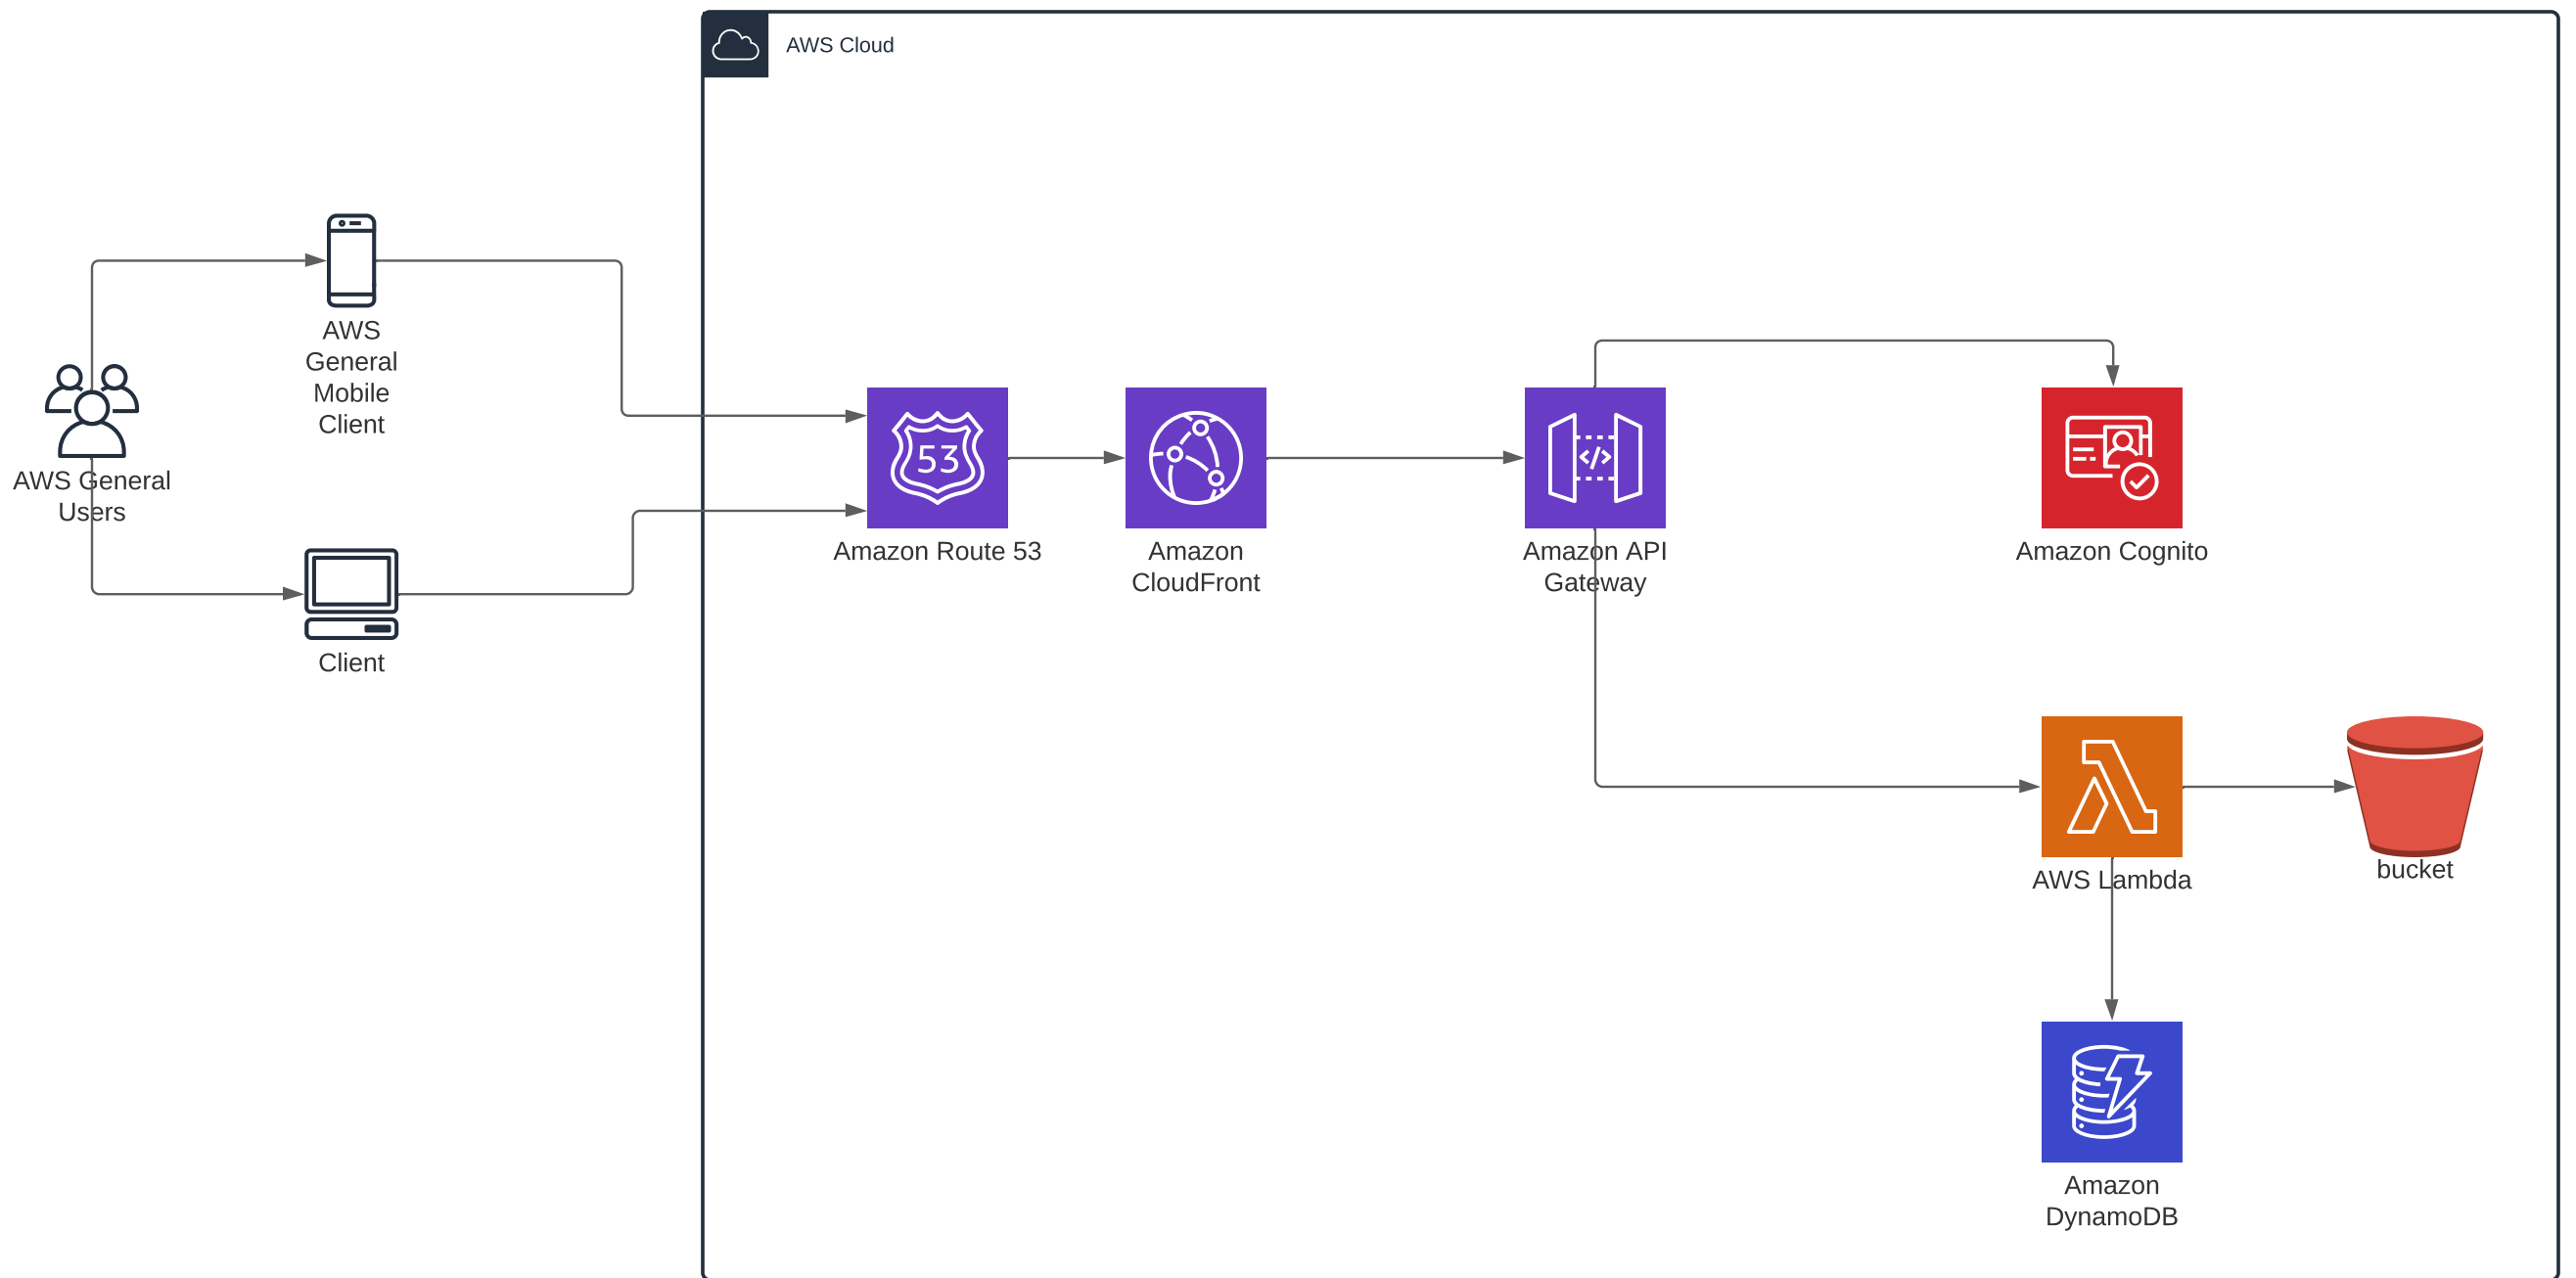 AWS Cloud
AWS
General
Mobile
Client
AWS General
Users
Client
53
Amazon Route 53
Amazon
CloudFront
Amazon API
Gateway
Amazon Cognito
AWS Lambda
bucket
Amazon
DynamoDB